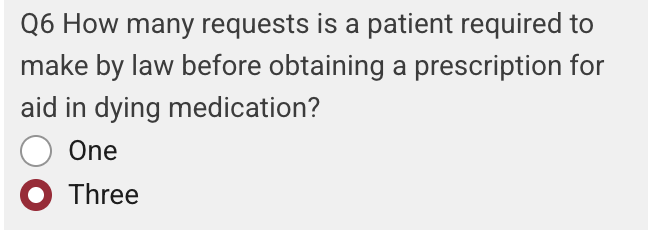 Q6 How many requests is a patient required to
make by law before obtaining a prescription for
aid in dying medication?
One
Three